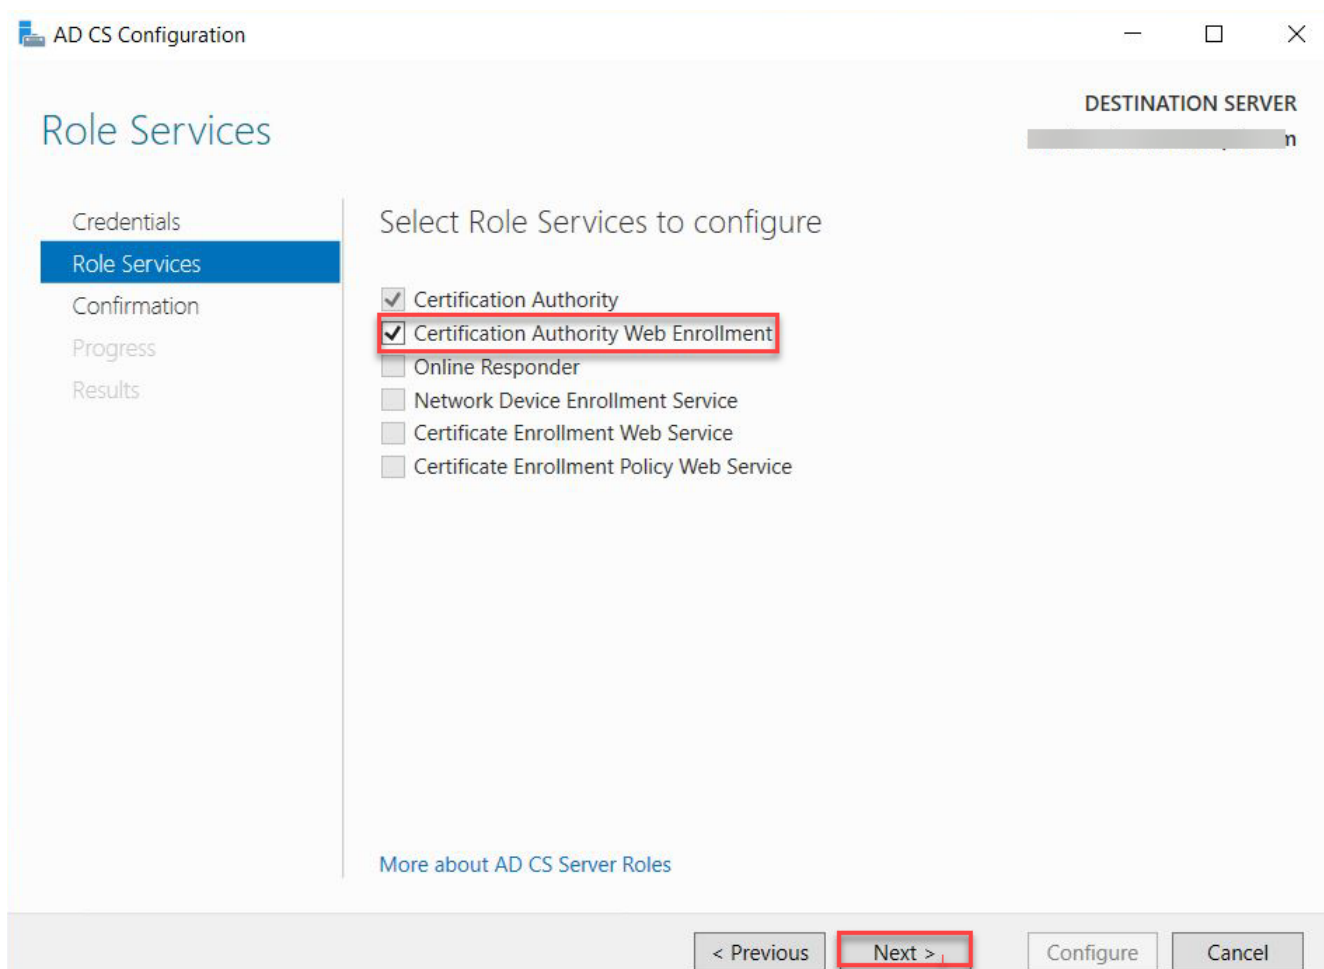 AD CS Configuration
Role Services
DESTINATION SERVER
Credentials
Role Services
Confirmation
Progress
Results
Select Role Services to configure
Certification Authority
Certification Authority Web Enrollment
Online Responder
Network Device Enrollment Service
Certificate Enrollment Web Service
Certificate Enrollment Policy Web Service
More about AD CS Server Roles
< Previous
Next >
Configure
Cancel